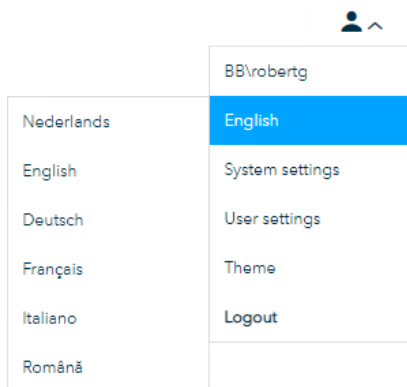 BB\robertg
English
System settings
User settings
Theme
Logout
Nederlands
English
Deutsch
Français
Italiano
Română